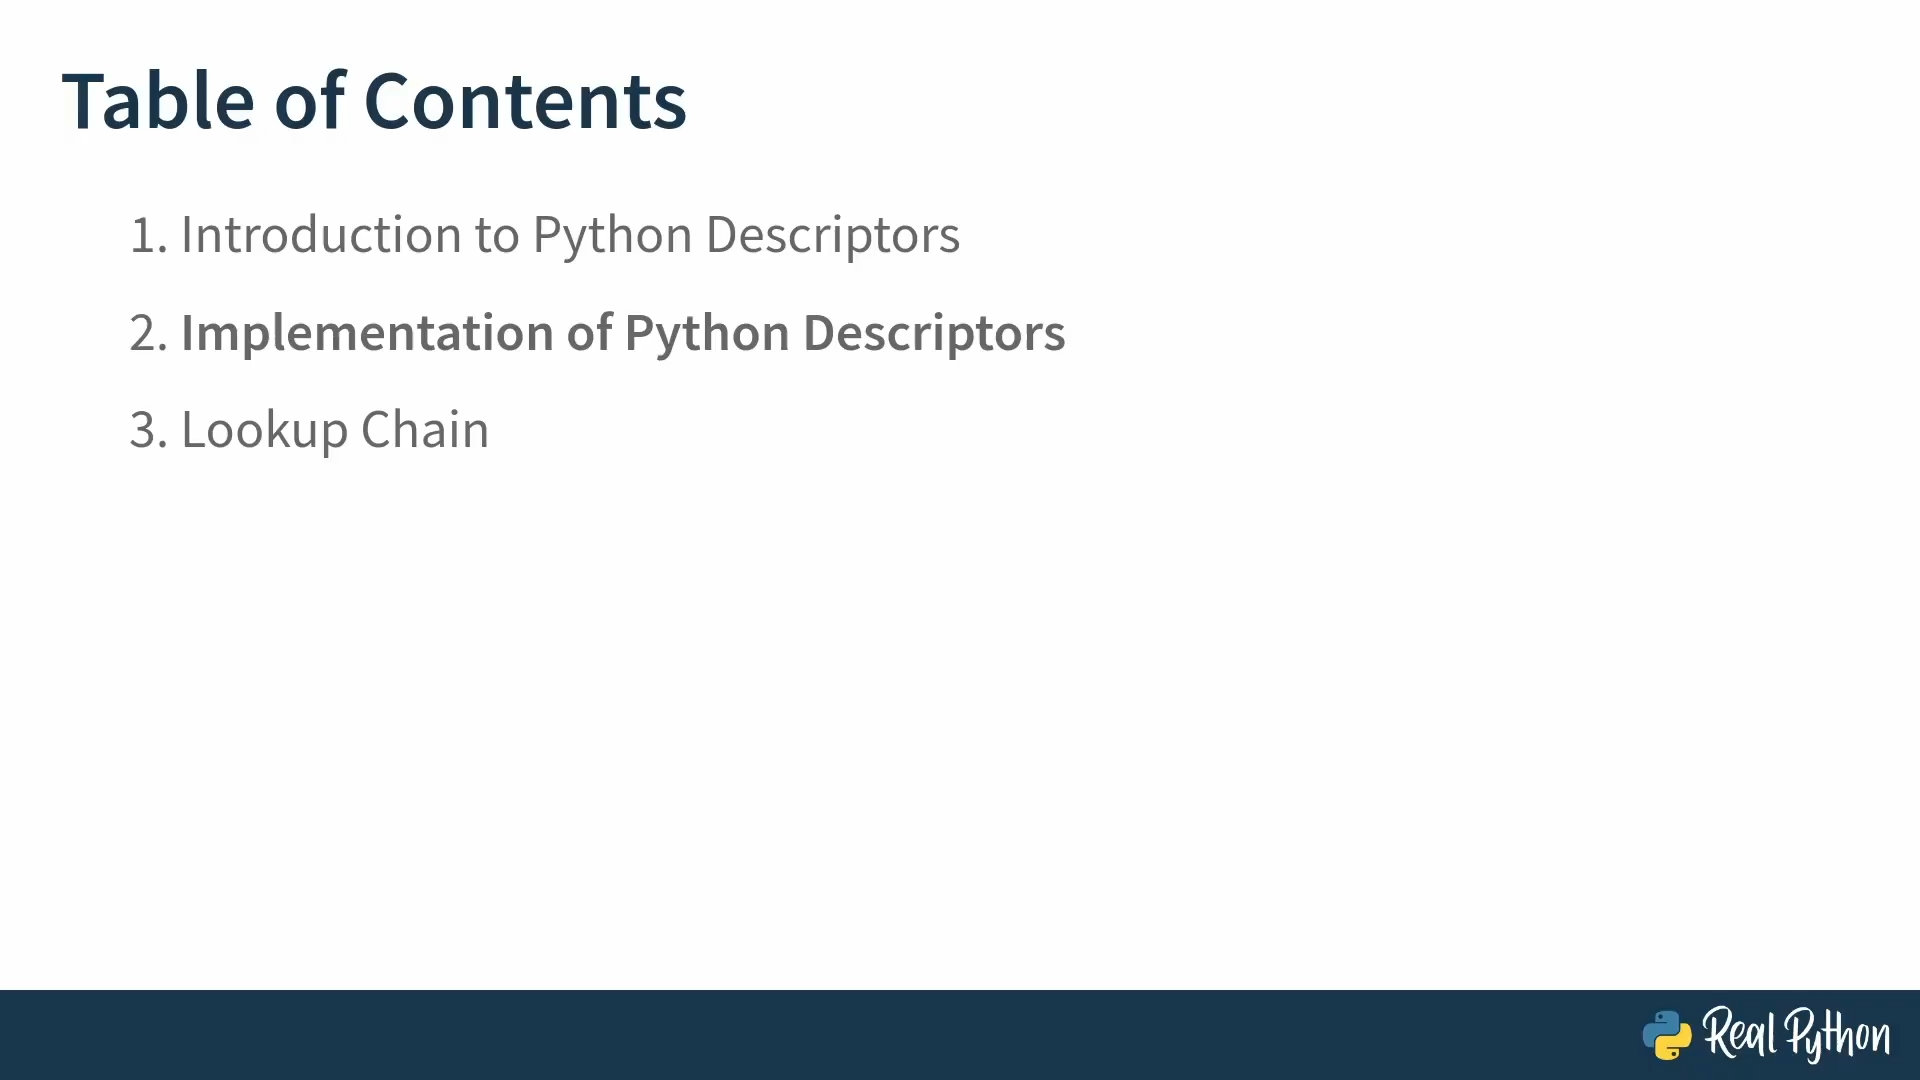 Table of Contents
1. Introduction to Python Descriptors
2. Implementation of Python Descriptors
3. Lookup Chain
Real Python